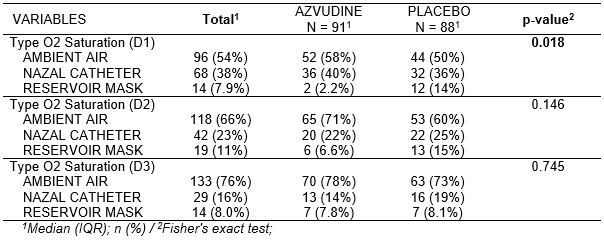 VARIABLES Total1 AZVUDINE N = 911 PLACEBO N = 881 p-value2
Type O2 Saturation (D1) 0.018
AMBIENT AIR 96 (54%) 52 (58%) 44 (50%)
NAZAL CATHETER 68 (38%) 36 (40%) 32 (36%)
RESERVOIR MASK 14 (7.9%) 2 (2.2%) 12 (14%)
Type O2 Saturation (D2) 0.146
AMBIENT AIR 118 (66%) 65 (71%) 53 (60%)
NAZAL CATHETER 42 (23%) 20 (22%) 22 (25%)
RESERVOIR MASK 19 (11%) 6 (6.6%) 13 (15%)
Type O2 Saturation (D3) 0.745
AMBIENT AIR 133 (76%) 70 (78%) 63 (73%)
NAZAL CATHETER 29 (16%) 13 (14%) 16 (19%)
RESERVOIR MASK 14 (8.0%) 7 (7.8%) 7 (8.1%)
1Median (IQR); n (%) / 2Fisher's exact test;